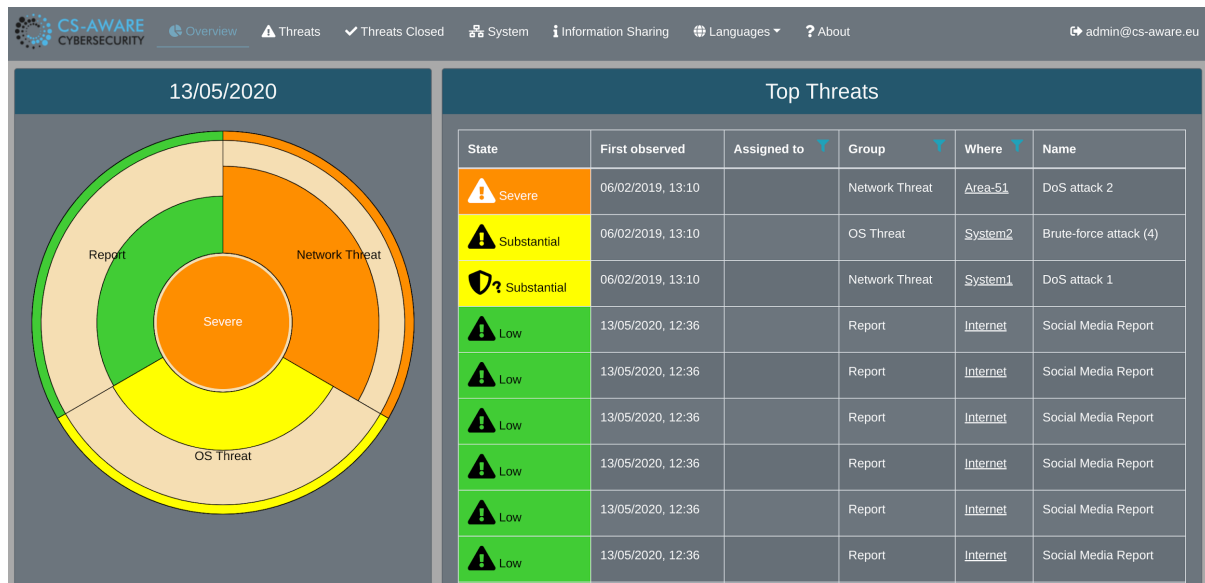 CS-AWARE
CYBERSECURITY
Overview
Threats
Threats Closed
System
Information Sharing
Languages
? About
admin@cs-aware.eu
13/05/2020
Report
Network Threat
Severe
OS Threat
Top Threats
State First observed Assigned to Group Where Name
Severe 06/02/2019, 13:10 Network Threat Area-51 DoS attack 2
Substantial 06/02/2019, 13:10 OS Threat System2 Brute-force attack (4)
? Substantial 06/02/2019, 13:10 Network Threat System1 DoS attack 1
Low 13/05/2020, 12:36 Report Internet Social Media Report
Low 13/05/2020, 12:36 Report Internet Social Media Report
Low 13/05/2020, 12:36 Report Internet Social Media Report
Low 13/05/2020, 12:36 Report Internet Social Media Report
Low 13/05/2020, 12:36 Report Internet Social Media Report
Low 13/05/2020, 12:36 Report Internet Social Media Report